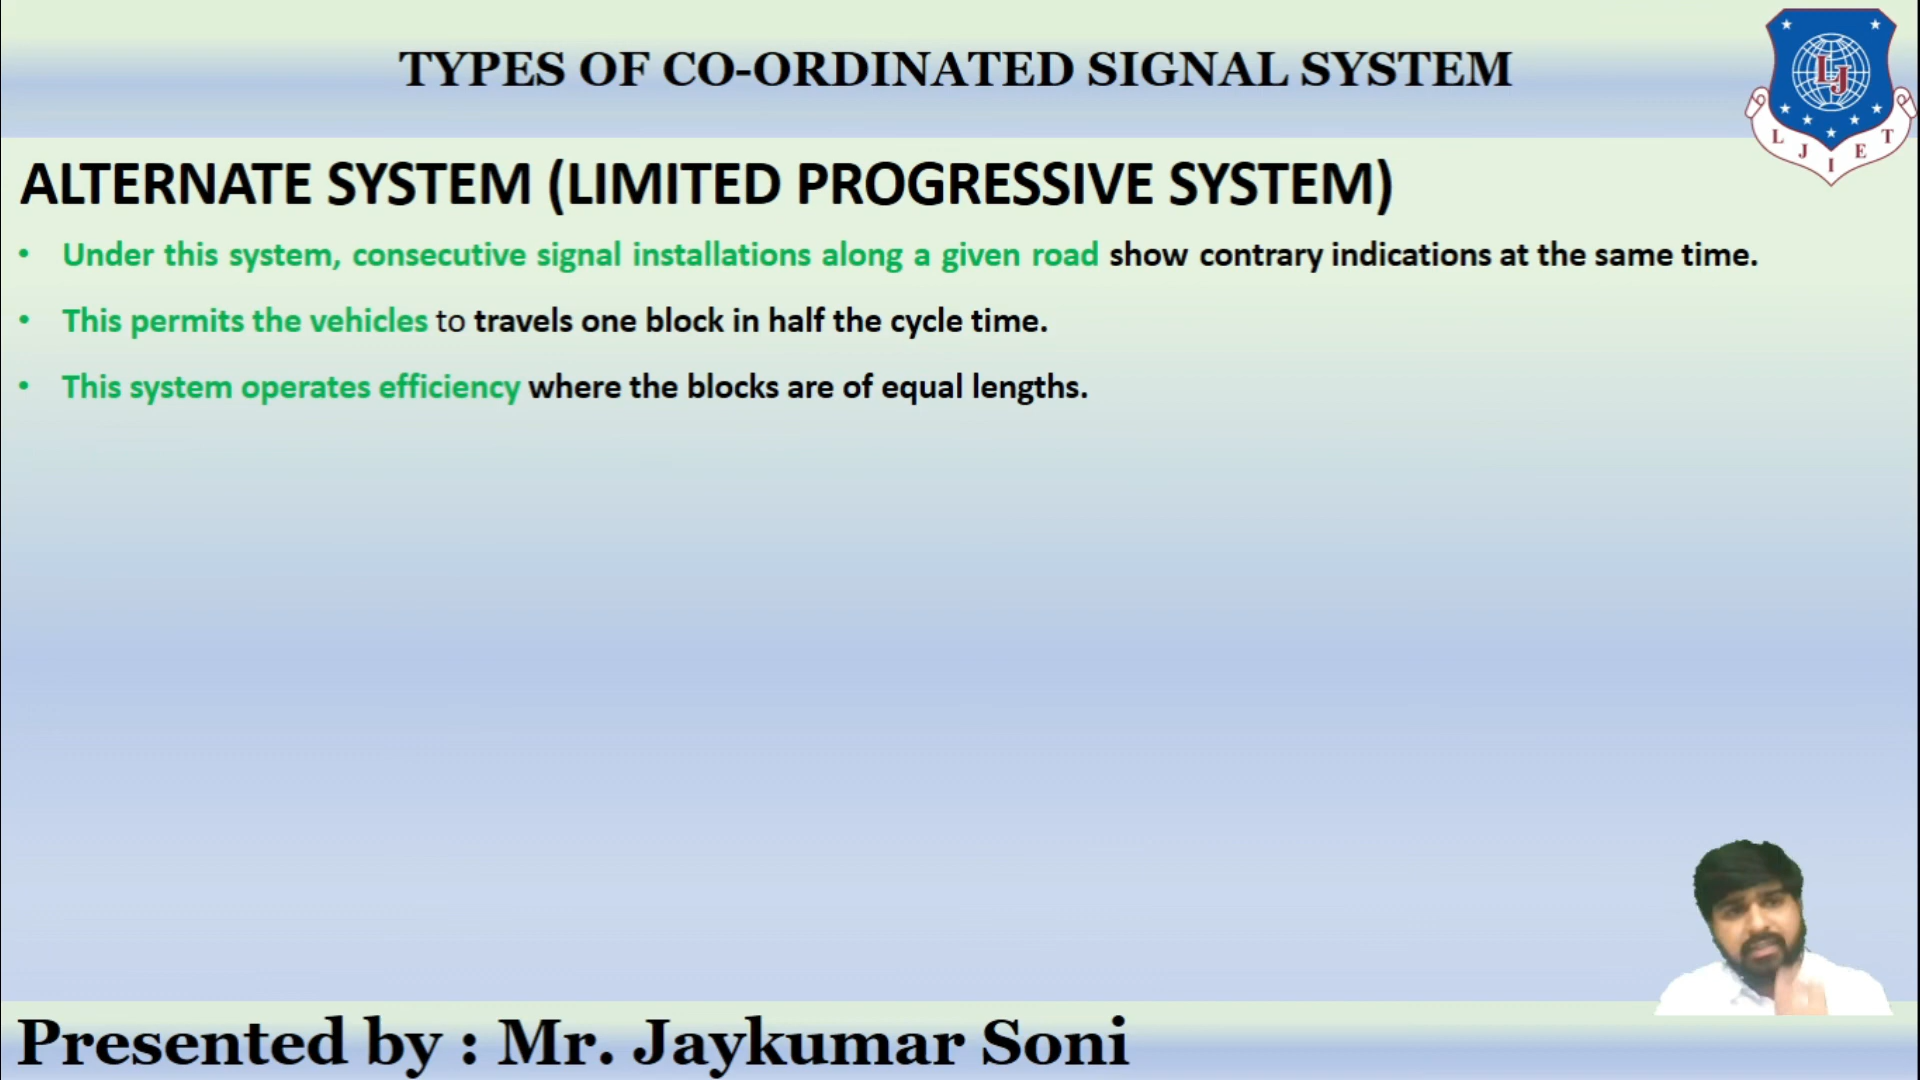 TYPES OF CO-ORDINATED SIGNAL SYSTEM
LJ
L J I E T
ALTERNATE SYSTEM (LIMITED PROGRESSIVE SYSTEM)
• Under this system, consecutive signal installations along a given road show contrary indications at the same time.
• This permits the vehicles to travels one block in half the cycle time.
• This system operates efficiency where the blocks are of equal lengths.
Presented by : Mr. Jaykumar Soni